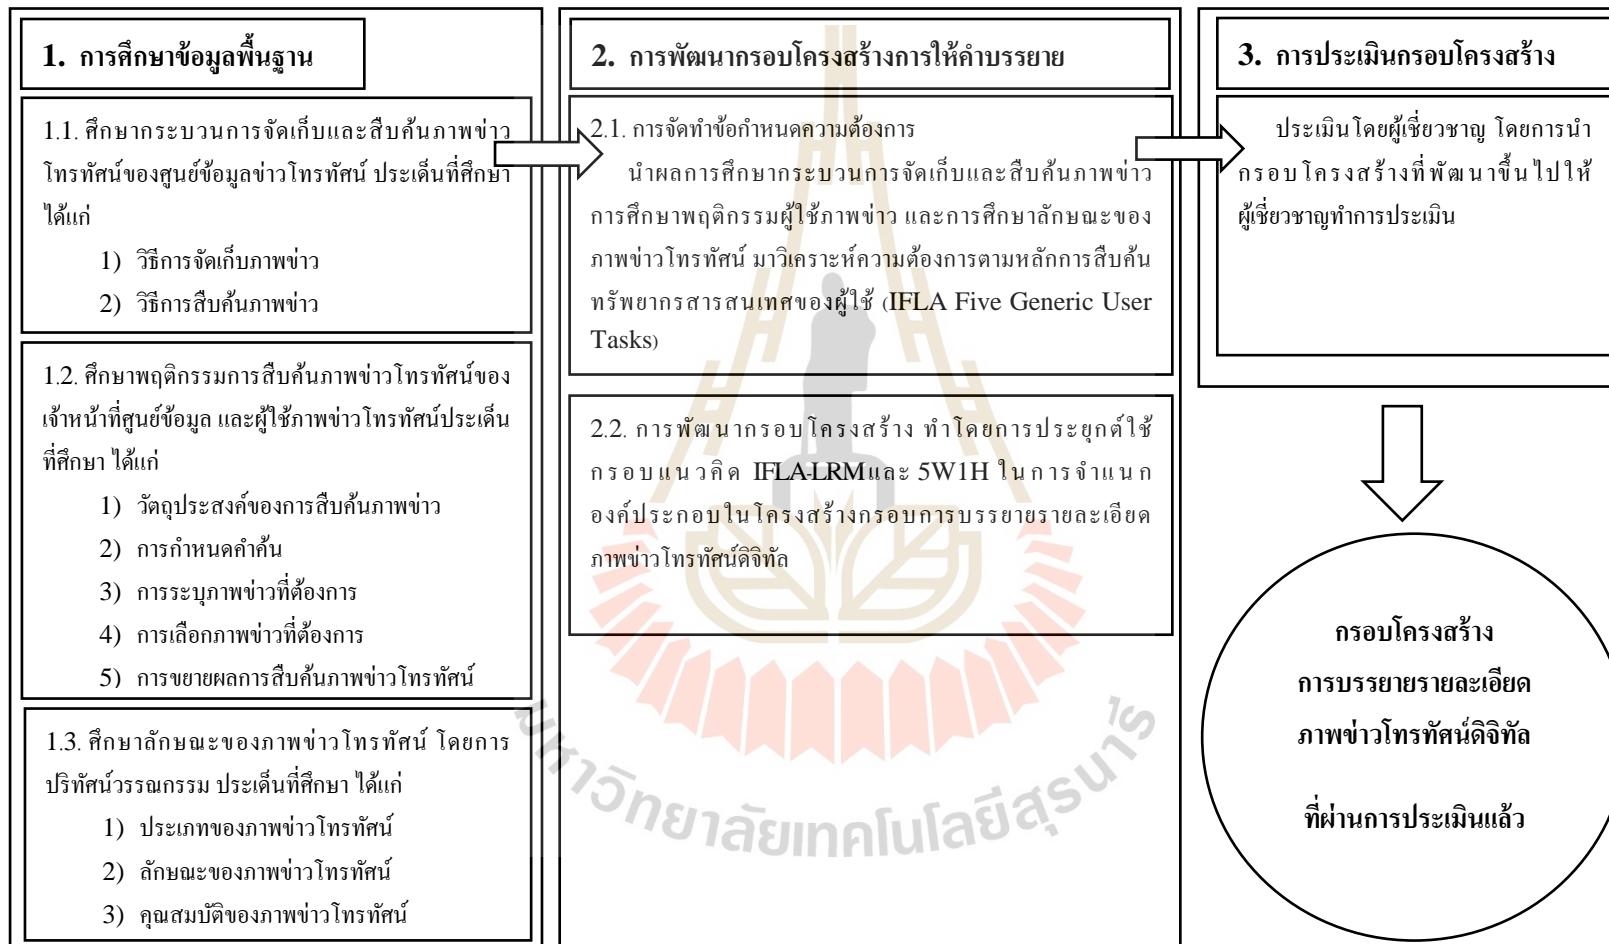 1. การศึกษาข้อมูลพื้นฐาน
1.1. ศึกษากระบวนการจัดเก็บและสืบค้นภาพข่าว
โทรทัศน์ของศูนย์ข้อมูลข่าวโทรทัศน์ ประเด็นที่ศึกษา
ได้แก่
1) วิธีการจัดเก็บภาพข่าว
2) วิธีการสืบค้นภาพข่าว
1.2. ศึกษาพฤติกรรมการสืบค้นภาพข่าวโทรทัศน์ของ
เจ้าหน้าที่ศูนย์ข้อมูล และผู้ใช้ภาพข่าวโทรทัศน์ประเด็น
ที่ศึกษา ได้แก่
1) วัตถุประสงค์ของการสืบค้นภาพข่าว
2) การกำหนดคำค้น
3) การระบุภาพข่าวที่ต้องการ
4) การเลือกภาพข่าวที่ต้องการ
5) การขยายผลการสืบค้นภาพข่าวโทรทัศน์
1.3. ศึกษาลักษณะของภาพข่าวโทรทัศน์ โดยการ
ปริทัศน์วรรณกรรม ประเด็นที่ศึกษา ได้แก่
1) ประเภทของภาพข่าวโทรทัศน์
2) ลักษณะของภาพข่าวโทรทัศน์
3) คุณสมบัติของภาพข่าวโทรทัศน์
2. การพัฒนากรอบโครงสร้างการให้คำบรรยาย
2.1. การจัดทำข้อกำหนดความต้องการ
นำผลการศึกษากระบวนการจัดเก็บและสืบค้นภาพข่าว
การศึกษาพฤติกรรมผู้ใช้ภาพข่าว และการศึกษาลักษณะของ
ภาพข่าวโทรทัศน์ มาวิเคราะห์ความต้องการตามหลักการสืบค้น
ทรัพยากรสารสนเทศของผู้ใช้ (IFLA Five Generic User
Tasks)
2.2. การพัฒนากรอบโครงสร้าง ทำโดยการประยุกต์ใช้
กรอบแนวคิด IFLA-LRMและ 5W1H ในการจำแนก
องค์ประกอบในโครงสร้างกรอบการบรรยายรายละเอียด
ภาพข่าวโทรทัศน์ดิจิทัล
3. การประเมินกรอบโครงสร้าง
ประเมินโดยผู้เชี่ยวชาญ โดยการนำ
กรอบโครงสร้างที่พัฒนาขึ้นไปให้
ผู้เชี่ยวชาญทำการประเมิน
กรอบโครงสร้าง
การบรรยายรายละเอียด
ภาพข่าวโทรทัศน์ดิจิทัล
ที่ผ่านการประเมินแล้ว
มหาวิทยาลัยเทคโนโลยีสุรนารี